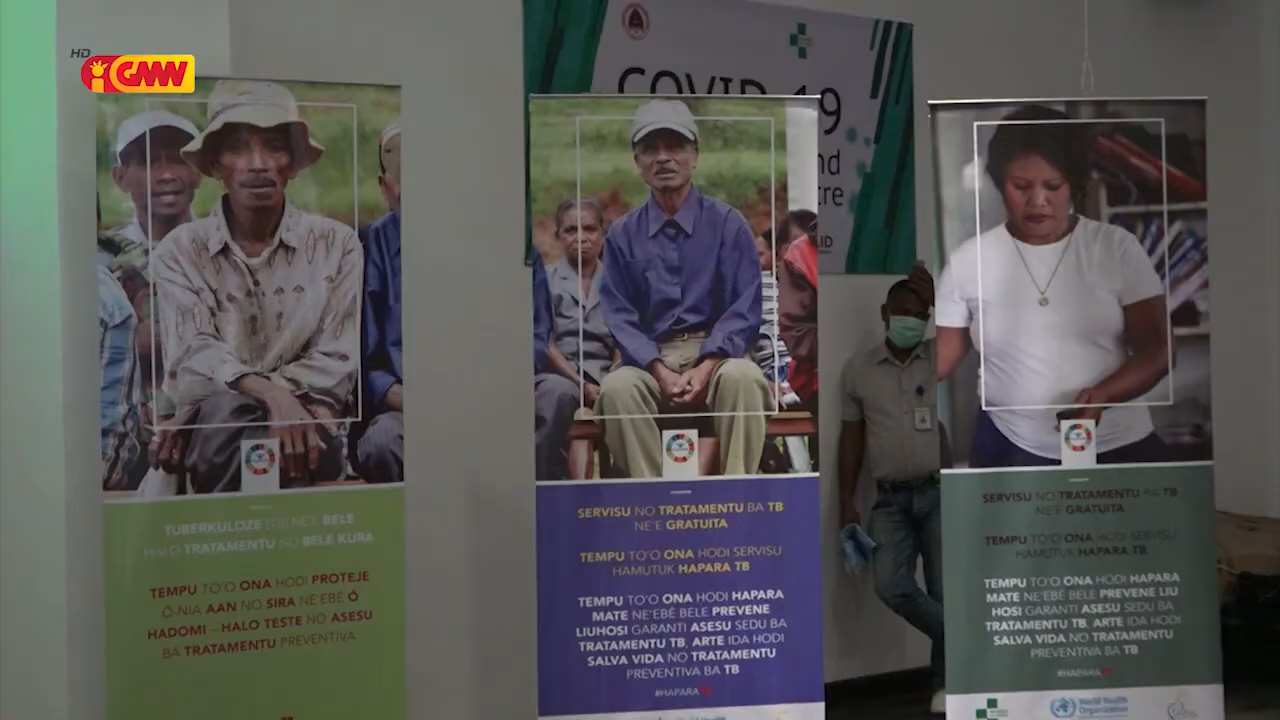 HD
GMN
COVID-19
TUBERKULOZE (TB) NE'E BELE
HALO TRATAMENTU NO BELE KURA
TEMPU TO'O ONA HODI PROTEJE
Ó-NIA AAN NO SIRA NE'EBÉ Ó
HADOMI – HALO TESTE NO ASESU
BA TRATAMENTU PREVENTIVA
SERVISU NO TRATAMENTU BA TB
NE'E GRATUITA
TEMPU TO'O ONA HODI SERVISU
HAMUTUK HAPARA TB
TEMPU TO'O ONA HODI HAPARA
MATE NE'EBÉ BELE PREVENE
LIUHOSI GARANTI ASESU SEDU BA
TRATAMENTU TB, ARTE IDA HODI
SALVA VIDA NO TRATAMENTU
PREVENTIVA BA TB
#HAPARATB
SERVISU NO TRATAMENTU BA TB
NE'E GRATUITA
TEMPU TO'O ONA HODI SERVISU
HAMUTUK HAPARA TB
TEMPU TO'O ONA HODI HAPARA
MATE NE'EBÉ BELE PREVENE LIU
HOSI GARANTI ASESU SEDU BA
TRATAMENTU TB, ARTE IDA HODI
SALVA VIDA NO TRATAMENTU
PREVENTIVA BA TB
#HAPARATB
World Health
Organization